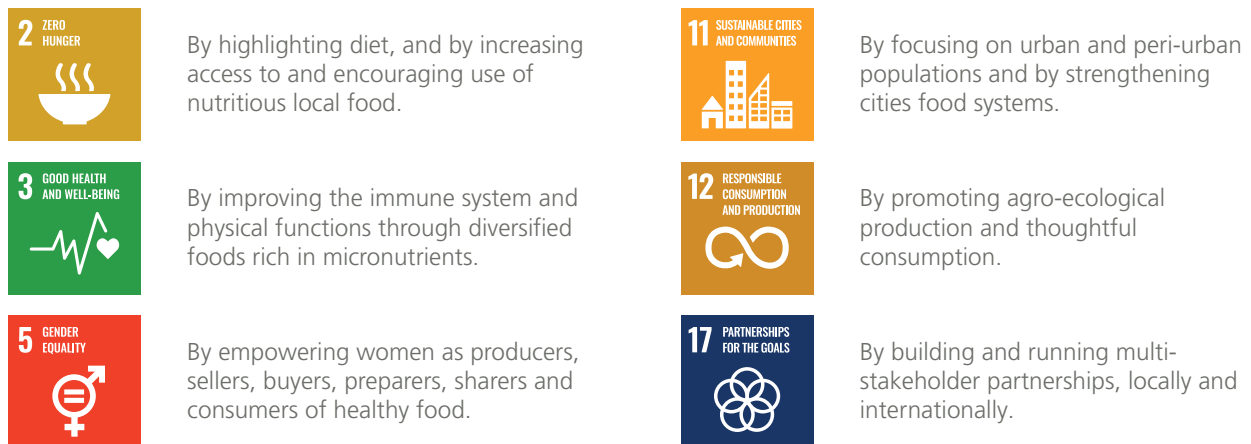 2 ZERO
HUNGER
By highlighting diet, and by increasing
access to and encouraging use of
nutritious local food.
3 GOOD HEALTH
AND WELL-BEING
By improving the immune system and
physical functions through diversified
foods rich in micronutrients.
5 GENDER
EQUALITY
By empowering women as producers,
sellers, buyers, preparers, sharers and
consumers of healthy food.
11 SUSTAINABLE CITIES
AND COMMUNITIES
By focusing on urban and peri-urban
populations and by strengthening
cities food systems.
12 RESPONSIBLE
CONSUMPTION
AND PRODUCTION
By promoting agro-ecological
production and thoughtful
consumption.
17 PARTNERSHIPS
FOR THE GOALS
By building and running multi-
stakeholder partnerships, locally and
internationally.